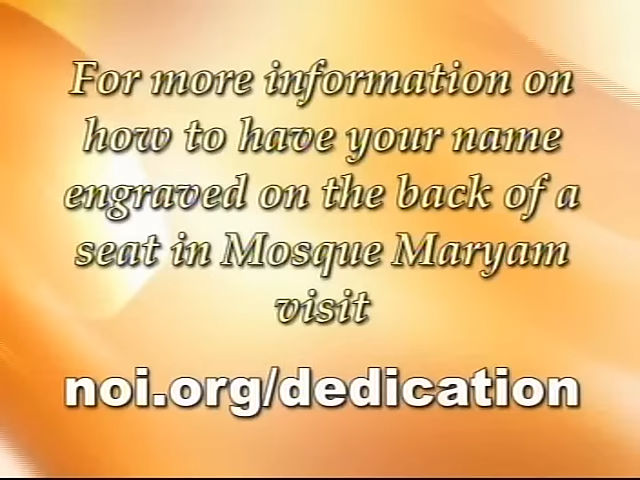 For more information on
how to have your name
engraved on the back of a
seat in Mosque Maryam
visit
noi.org/dedication